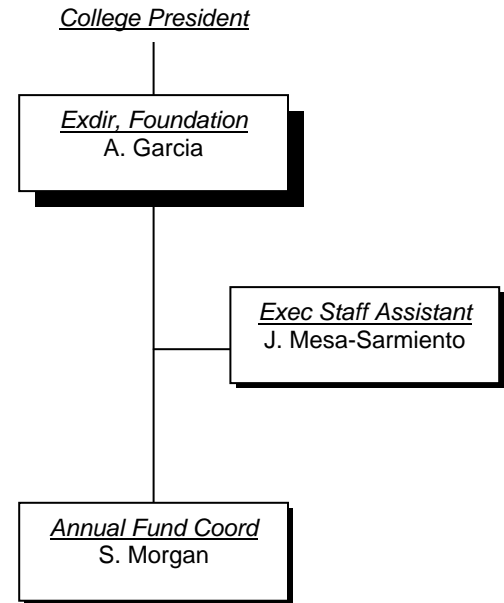 College President
Exdir, Foundation
A. Garcia
Exec Staff Assistant
J. Mesa-Sarmiento
Annual Fund Coord
S. Morgan